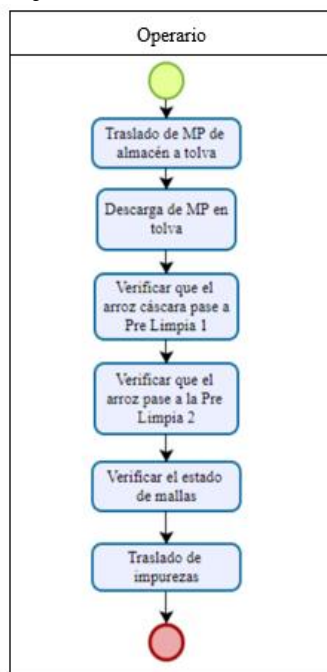 Operario
Traslado de MP de
almacén a tolva
Descarga de MP en
tolva
Verificar que el
arroz cáscara pase a
Pre Limpia 1
Verificar que el
arroz pase a la Pre
Limpia 2
Verificar el estado
de mallas
Traslado de
impurezas